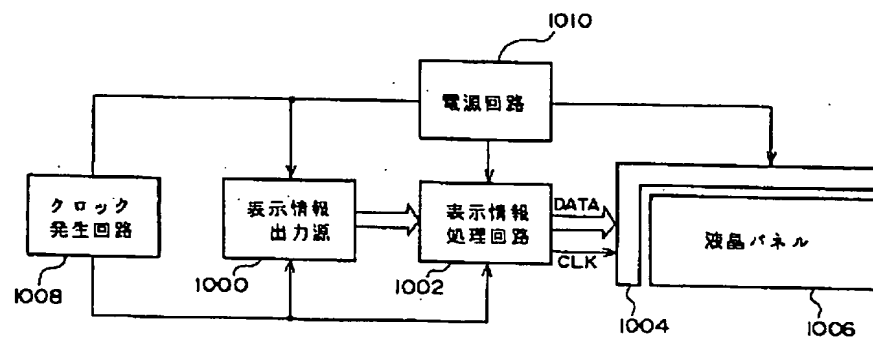 1010
電源回路
クロック
発生回路
表示情報
出力源
表示情報
処理回路
DATA
CLK
液晶パネル
1008
1000
1002
1004
1006